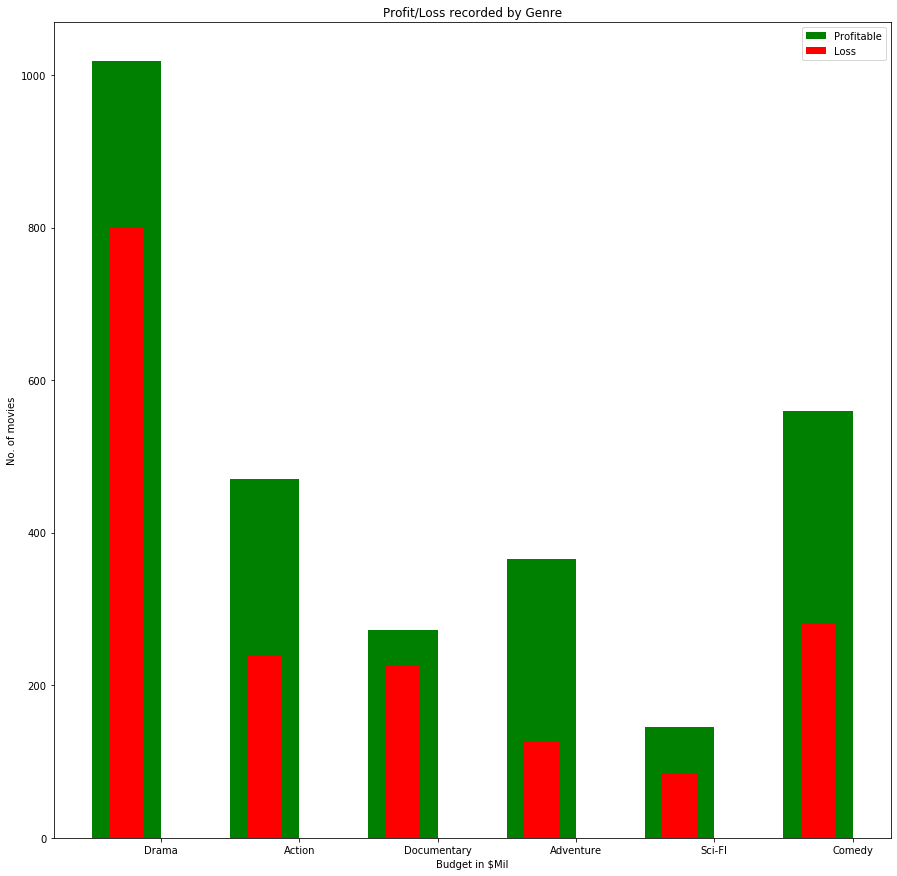 Profit/Loss recorded by Genre
Profitable
Loss
1000
800
600
400
200
0
No. of movies
Drama
Action
Documentary
Adventure
Sci-FI
Comedy
Budget in $Mil